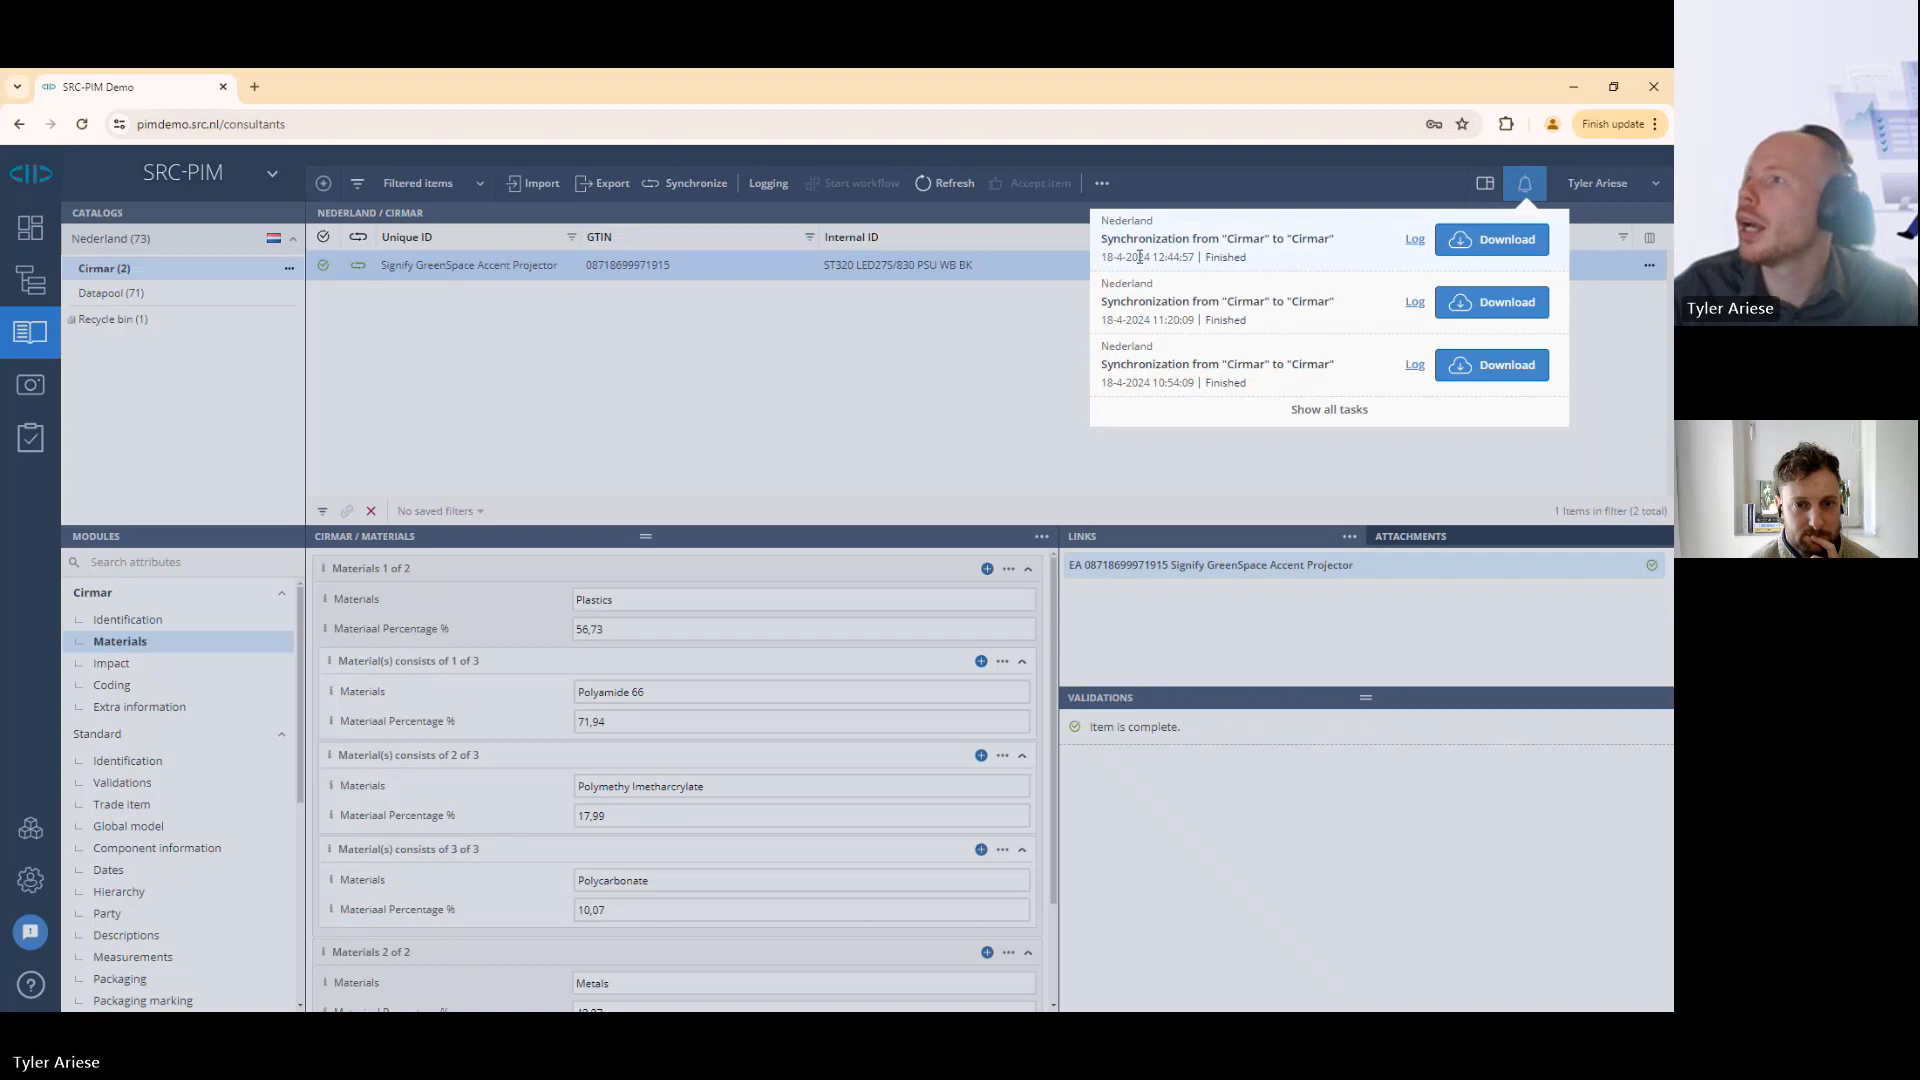 SRC-PIM Demo
pimdemo.src.nl/consultants
Finish update
SRC-PIM
Filtered items
Import
Export
Synchronize
Logging
Start workflow
Refresh
Accept item
Tyler Ariese
CATALOGS
Nederland (73)
Cirmar (2)
Datapool (71)
Recycle bin (1)
NEDERLAND / CIRMAR
Unique ID
GTIN
Internal ID
Signify GreenSpace Accent Projector
08718699971915
ST320 LED27S/830 PSU WB BK
Nederland
Synchronization from "Cirmar" to "Cirmar"
Log
Download
18-4-2024 12:44:57 | Finished
Nederland
Synchronization from "Cirmar" to "Cirmar"
Log
Download
18-4-2024 11:20:09 | Finished
Nederland
Synchronization from "Cirmar" to "Cirmar"
Log
Download
18-4-2024 10:54:09 | Finished
Show all tasks
No saved filters
1 Items in filter (2 total)
MODULES
Search attributes
Cirmar
Identification
Materials
Impact
Coding
Extra information
Standard
Identification
Validations
Trade item
Global model
Component information
Dates
Hierarchy
Party
Descriptions
Measurements
Packaging
Packaging marking
CIRMAR / MATERIALS
Materials 1 of 2
Materials
Plastics
Materiaal Percentage %
56,73
Material(s) consists of 1 of 3
Materials
Polyamide 66
Materiaal Percentage %
71,94
Material(s) consists of 2 of 3
Materials
Polymethy lmetharcrylate
Materiaal Percentage %
17,99
Material(s) consists of 3 of 3
Materials
Polycarbonate
Materiaal Percentage %
10,07
Materials 2 of 2
Materials
Metals
LINKS
ATTACHMENTS
EA 08718699971915 Signify GreenSpace Accent Projector
VALIDATIONS
Item is complete.
Tyler Ariese
Tyler Ariese